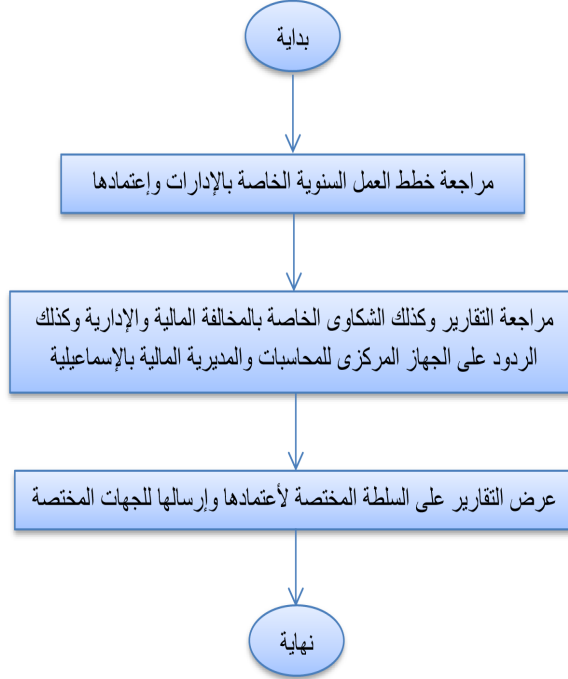 بداية
مراجعة خطط العمل السنوية الخاصة بالإدارات وإعتمادها
مراجعة التقارير وكذلك الشكاوى الخاصة بالمخالفة المالية والإدارية وكذلك
الردود على الجهاز المركزى للمحاسبات والمديرية المالية بالإسماعيلية
عرض التقارير على السلطة المختصة لأعتمادها وإرسالها للجهات المختصة
نهاية